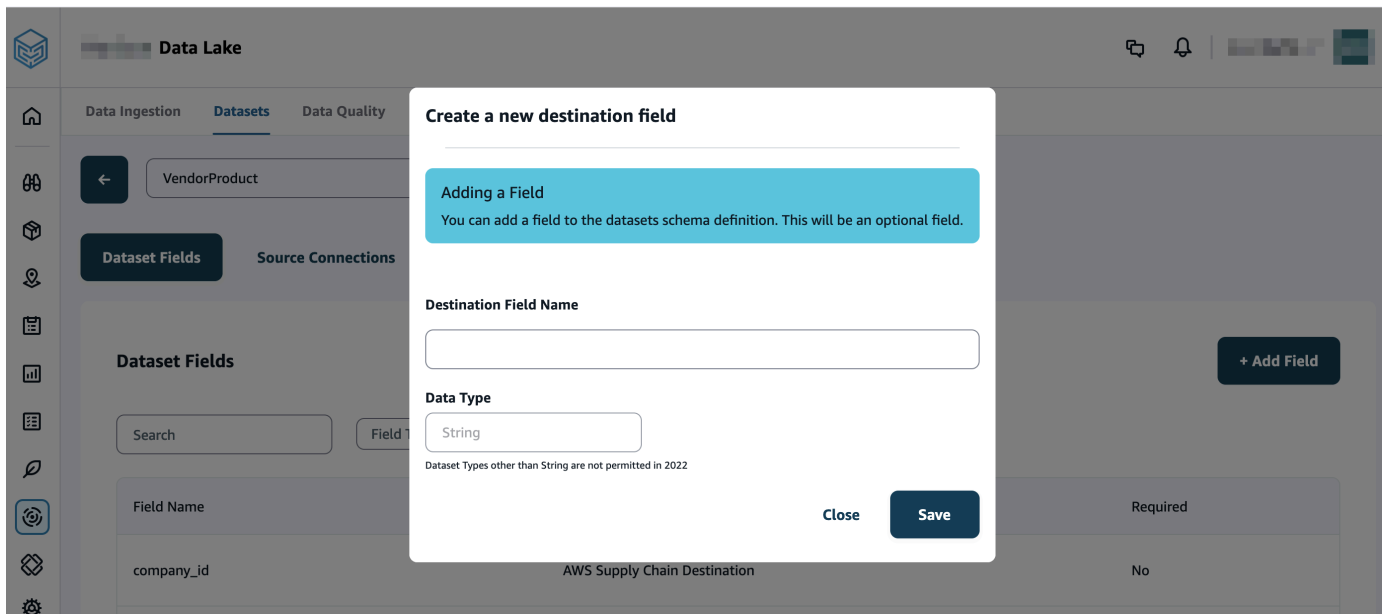 Data Lake
Data Ingestion Datasets Data Quality
VendorProduct
Dataset Fields Source Connections
Dataset Fields
+ Add Field
Search
Field
Field Name
Required
company_id AWS Supply Chain Destination No
Create a new destination field
Adding a Field
You can add a field to the datasets schema definition. This will be an optional field.
Destination Field Name
Data Type
String
Dataset Types other than String are not permitted in 2022
Close Save